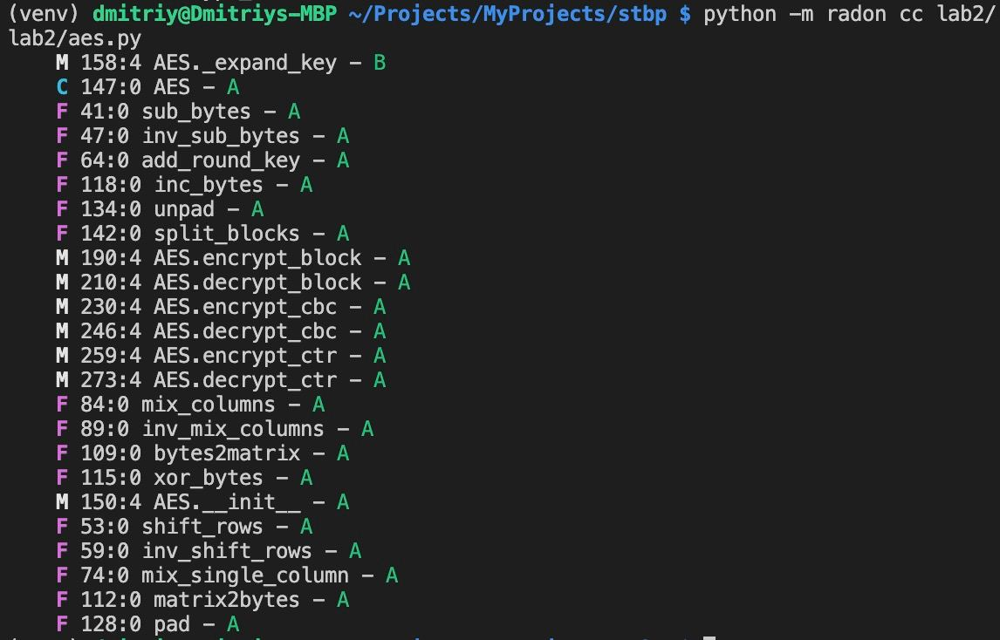 (venv) dmitriy@Dmitriys-MBP ~/Projects/MyProjects/stbp $ python -m radon cc lab2/
lab2/aes.py
    M 158:4 AES._expand_key - B
    C 147:0 AES - A
    F 41:0 sub_bytes - A
    F 47:0 inv_sub_bytes - A
    F 64:0 add_round_key - A
    F 118:0 inc_bytes - A
    F 134:0 unpad - A
    F 142:0 split_blocks - A
    M 190:4 AES.encrypt_block - A
    M 210:4 AES.decrypt_block - A
    M 230:4 AES.encrypt_cbc - A
    M 246:4 AES.decrypt_cbc - A
    M 259:4 AES.encrypt_ctr - A
    M 273:4 AES.decrypt_ctr - A
    F 84:0 mix_columns - A
    F 89:0 inv_mix_columns - A
    F 109:0 bytes2matrix - A
    F 115:0 xor_bytes - A
    M 150:4 AES.__init__ - A
    F 53:0 shift_rows - A
    F 59:0 inv_shift_rows - A
    F 74:0 mix_single_column - A
    F 112:0 matrix2bytes - A
    F 128:0 pad - A